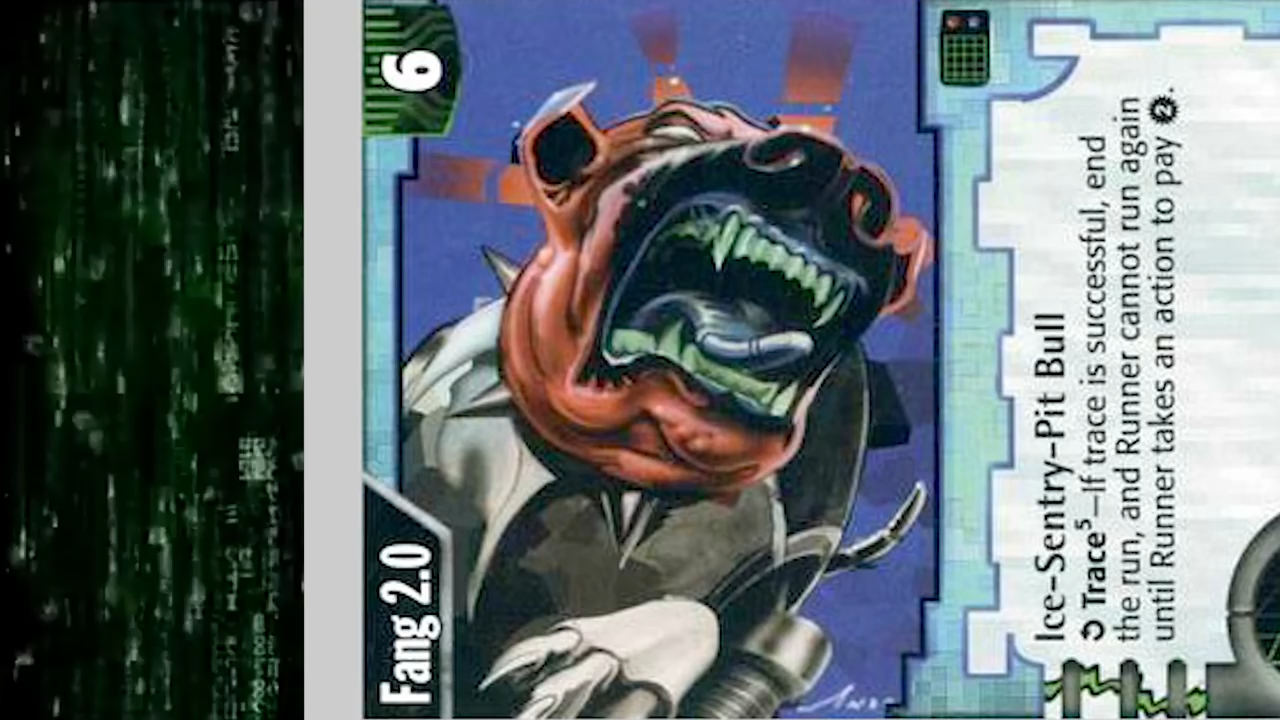 Fang 2.0
6
Ice-Sentry-Pit Bull
Trace⁵—If trace is successful, end
the run, and Runner cannot run again
until Runner takes an action to pay 2.